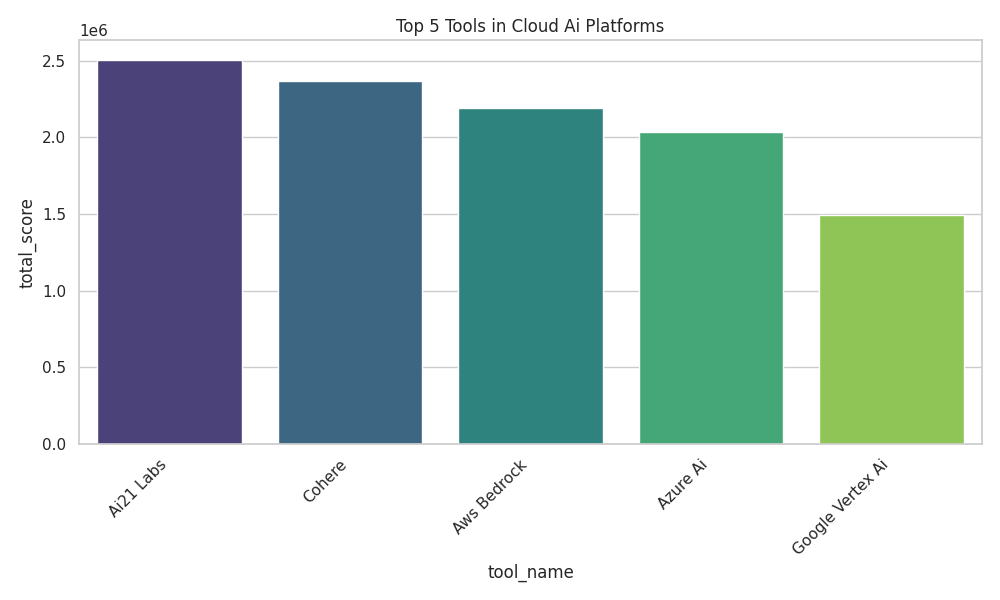 Top 5 Tools in Cloud Ai Platforms
1e6
2.5
2.0
1.5
1.0
0.5
0.0
total_score
Ai21 Labs
Cohere
Aws Bedrock
Azure Ai
Google Vertex Ai
tool_name